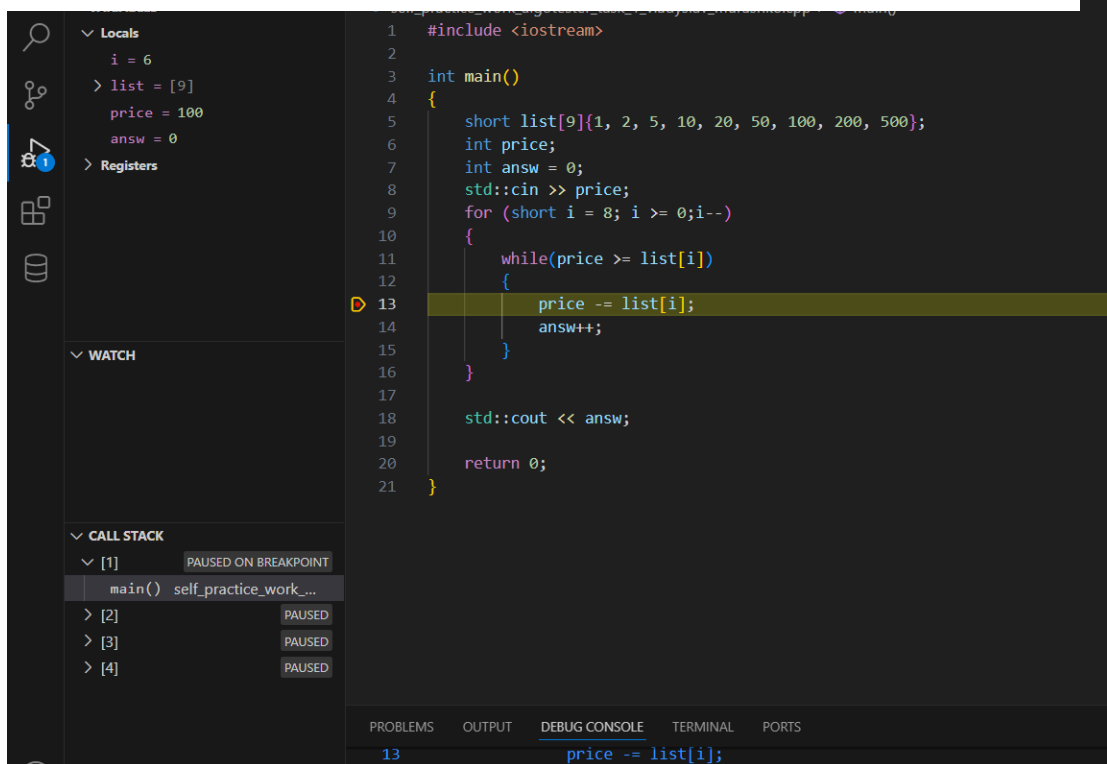 Locals
i = 6
list = [9]
price = 100
answ = 0
Registers
WATCH
CALL STACK
[1] PAUSED ON BREAKPOINT
main() self_practice_work_...
[2] PAUSED
[3] PAUSED
[4] PAUSED
1
1 #include <iostream>
2
3 int main()
4 {
5 short list[9]{1, 2, 5, 10, 20, 50, 100, 200, 500};
6 int price;
7 int answ = 0;
8 std::cin >> price;
9 for (short i = 8; i >= 0;i--)
10 {
11 while(price >= list[i])
12 {
13 price -= list[i];
14 answ++;
15 }
16 }
17
18 std::cout << answ;
19
20 return 0;
21 }
PROBLEMS OUTPUT DEBUG CONSOLE TERMINAL PORTS
13 price -= list[i];